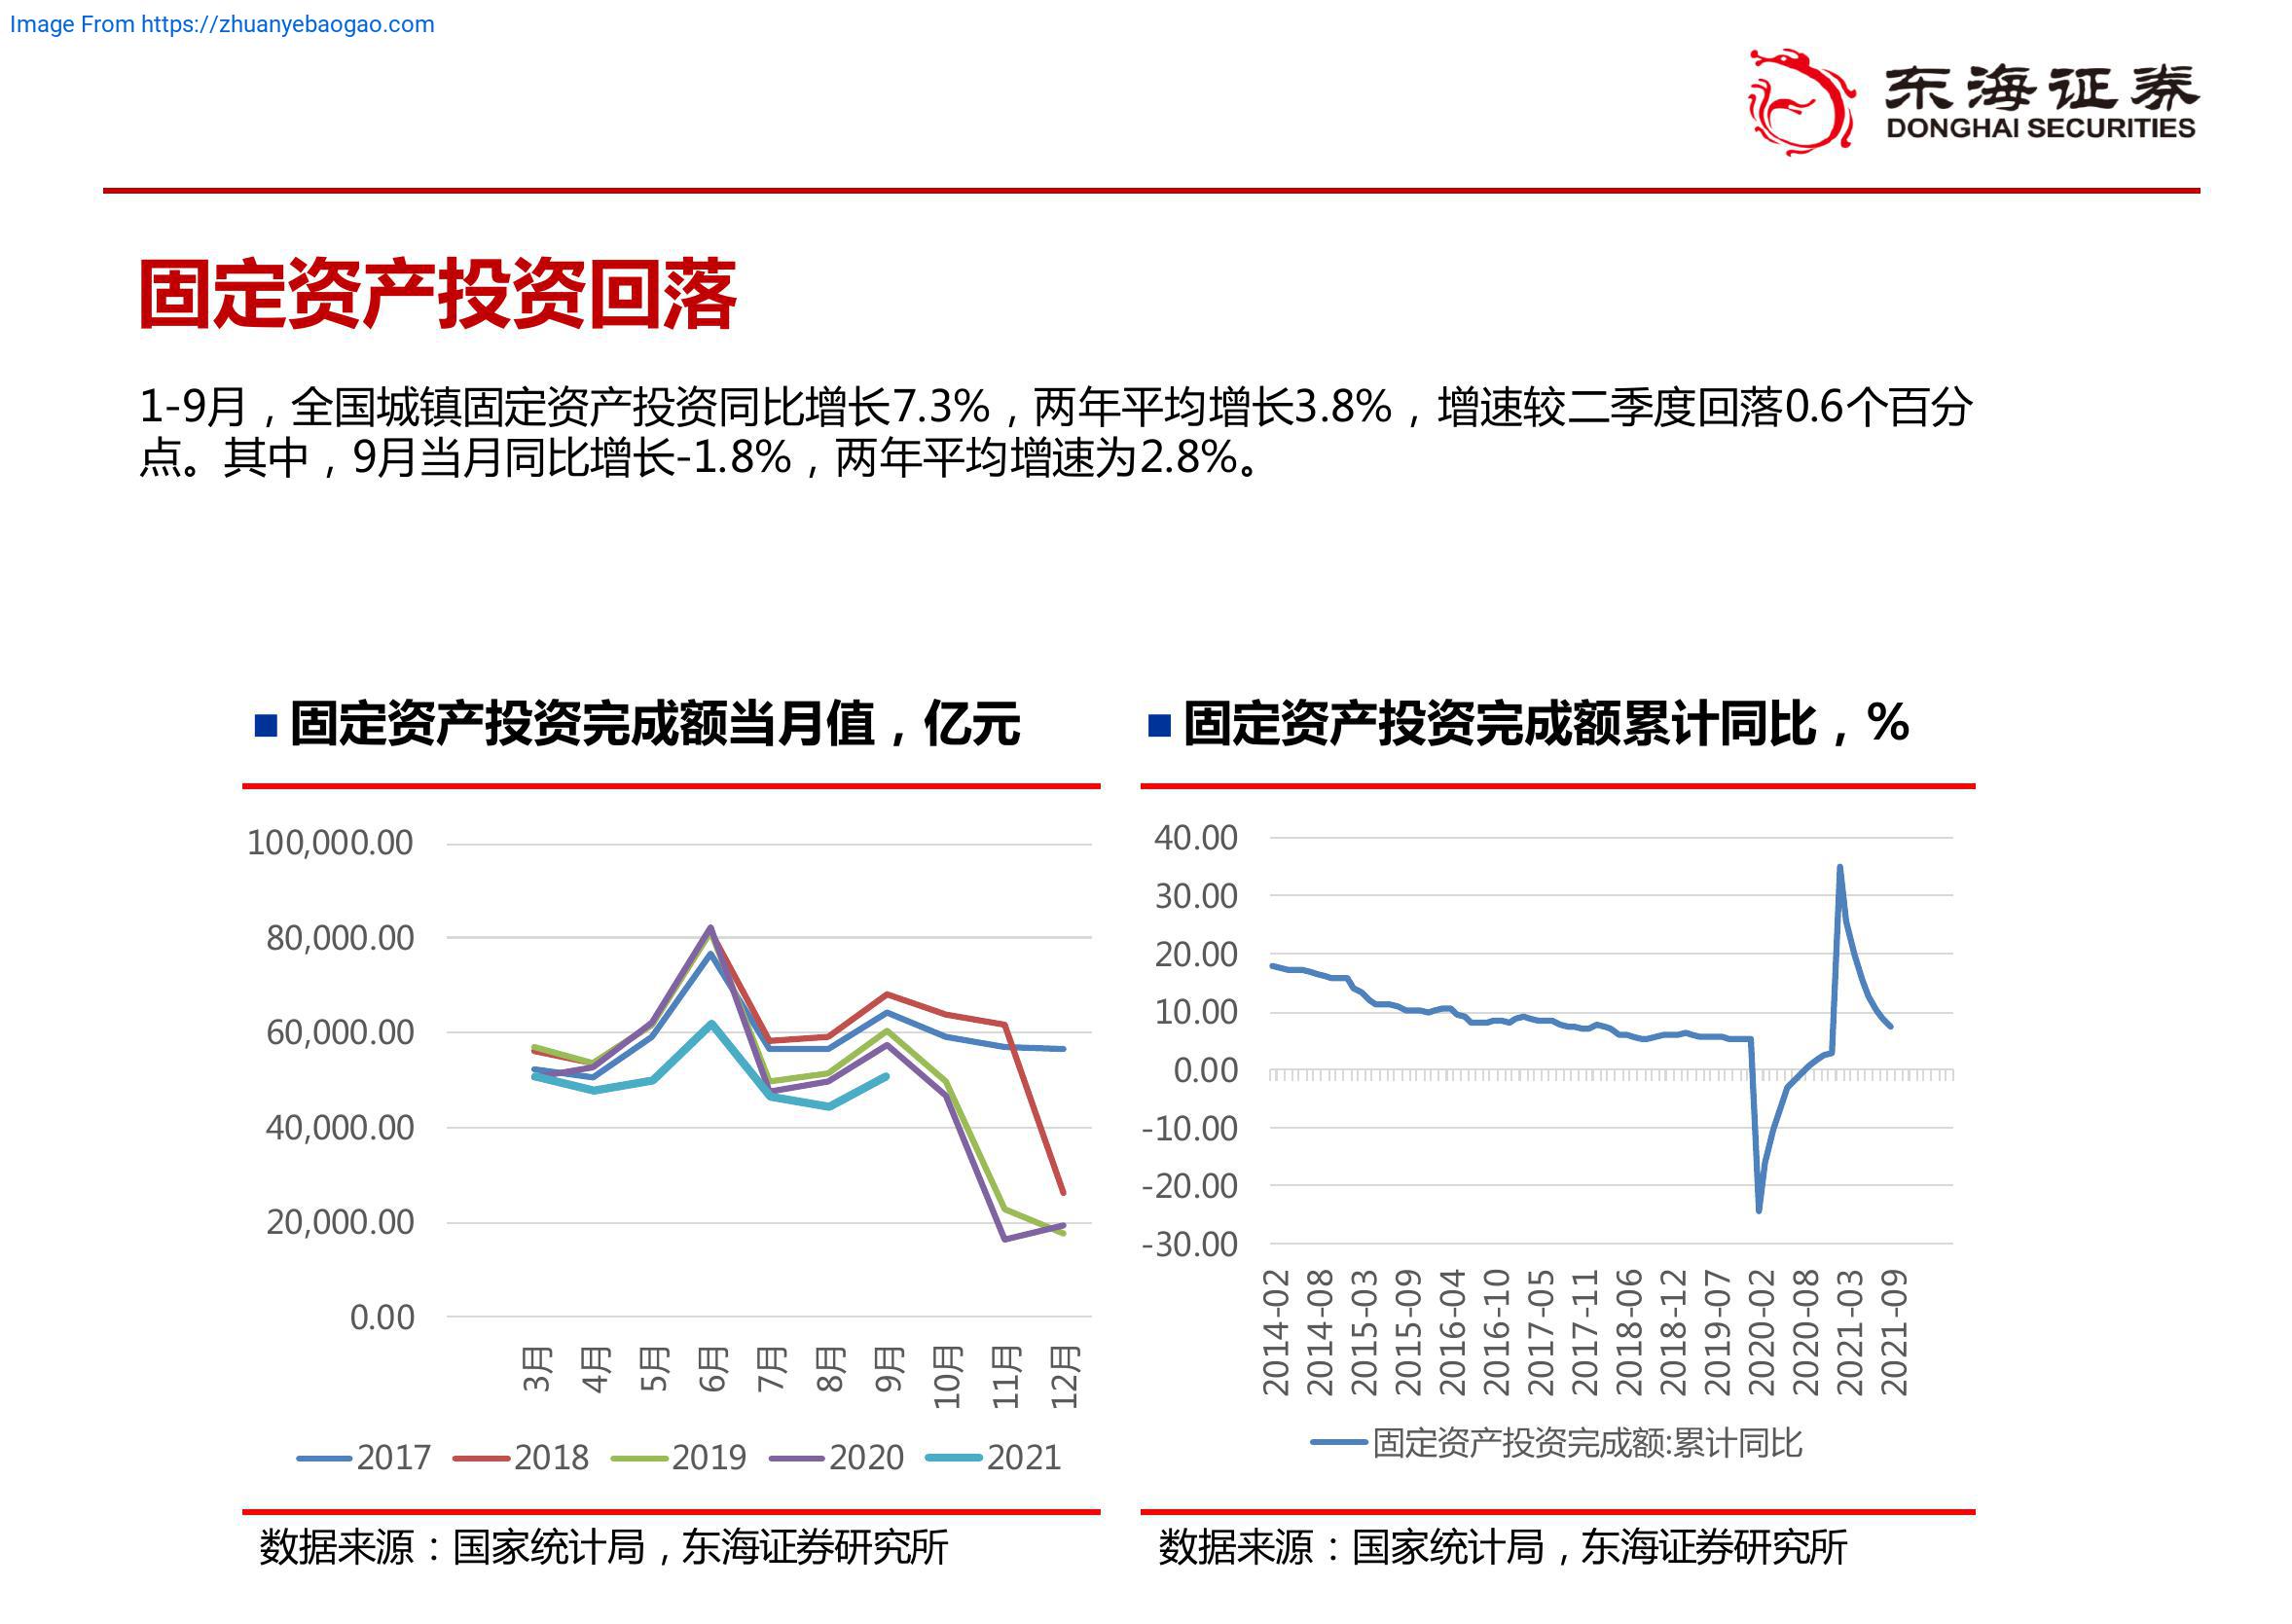 Image From https://zhuanyebaogao.com
东海证券
DONGHAI SECURITIES
固定资产投资回落
1-9月，全国城镇固定资产投资同比增长7.3%，两年平均增长3.8%，增速较二季度回落0.6个百分
点。其中，9月当月同比增长-1.8%，两年平均增速为2.8%。
固定资产投资完成额当月值，亿元
100,000.00
80,000.00
60,000.00
40,000.00
20,000.00
0.00
3月 4月 5月 6月 7月 8月 9月 10月 11月 12月
2017 2018 2019 2020 2021
数据来源：国家统计局，东海证券研究所
固定资产投资完成额累计同比，%
40.00
30.00
20.00
10.00
0.00
-10.00
-20.00
-30.00
2014-02 2014-08 2015-03 2015-09 2016-04 2016-10 2017-05 2017-11 2018-06 2018-12 2019-07 2020-02 2020-08 2021-03 2021-09
固定资产投资完成额:累计同比
数据来源：国家统计局，东海证券研究所